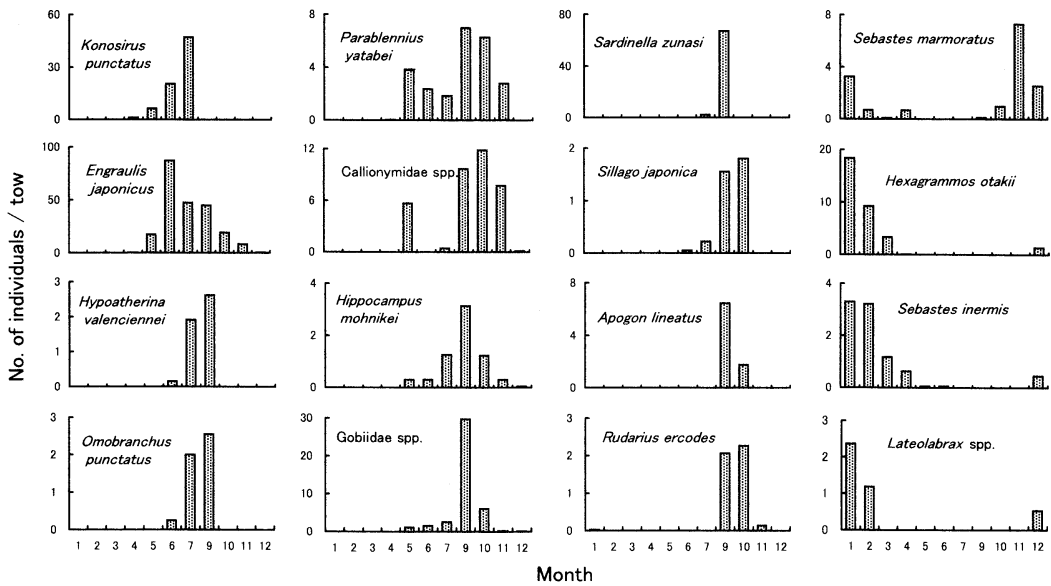 No. of individuals / tow
60
30
0
Konosirus
punctatus
8
4
0
Parablennius
yatabei
80
40
0
Sardinella zunasi
8
4
0
Sebastes marmoratus
100
50
0
Engraulis
japonicus
12
6
0
Callionymidae spp.
2
1
0
Sillago japonica
20
10
0
Hexagrammos otakii
3
2
1
0
Hypoatherina
valenciennei
4
2
0
Hippocampus
mohnikei
8
4
0
Apogon lineatus
4
2
0
Sebastes inermis
3
2
1
0
Omobranchus
punctatus
30
20
10
0
Gobiidae spp.
3
2
1
0
Rudarius ercodes
3
2
1
0
Lateolabrax spp.
1 2 3 4 5 6 7 9 10 11 12
1 2 3 4 5 6 7 9 10 11 12
1 2 3 4 5 6 7 9 10 11 12
1 2 3 4 5 6 7 9 10 11 12
Month